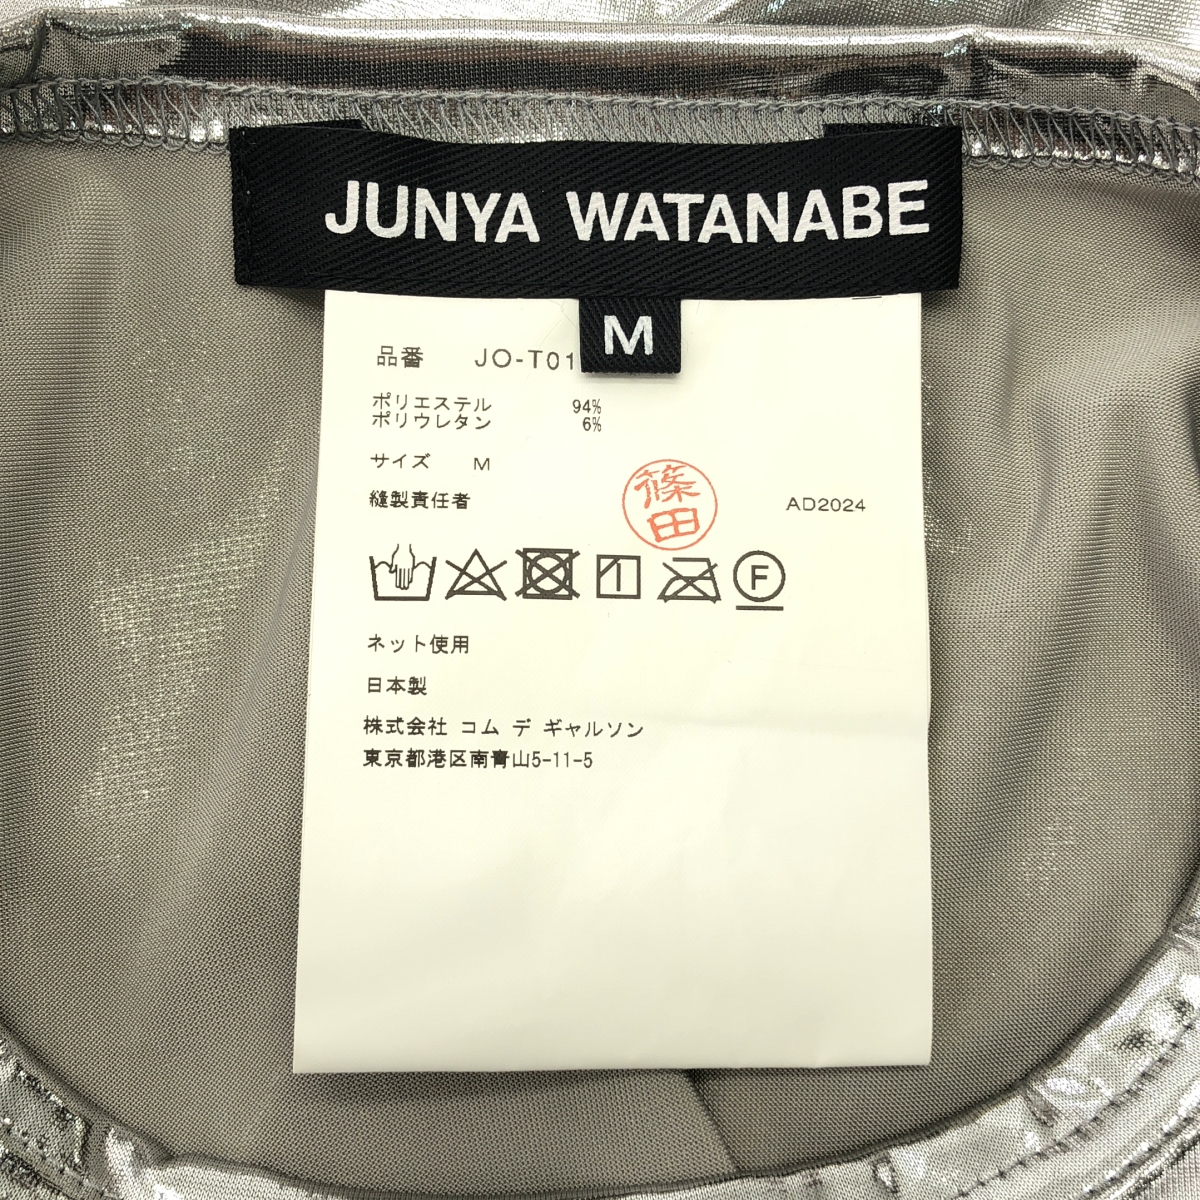 JUNYA WATANABE
M
品番 JO-T01
ポリエステル 94%
ポリウレタン 6%
サイズ M
縫製責任者 篠田 AD2024
F
ネット使用
日本製
株式会社 コム デ ギャルソン
東京都港区南青山5-11-5